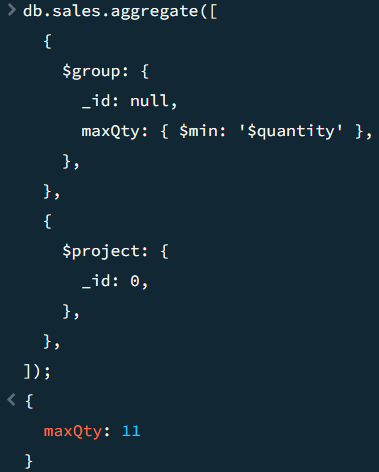 > db.sales.aggregate([
{
$group: {
_id: null,
maxQty: { $min: '$quantity' },
},
},
{
$project: {
_id: 0,
},
},
]);
< {
maxQty: 11
}